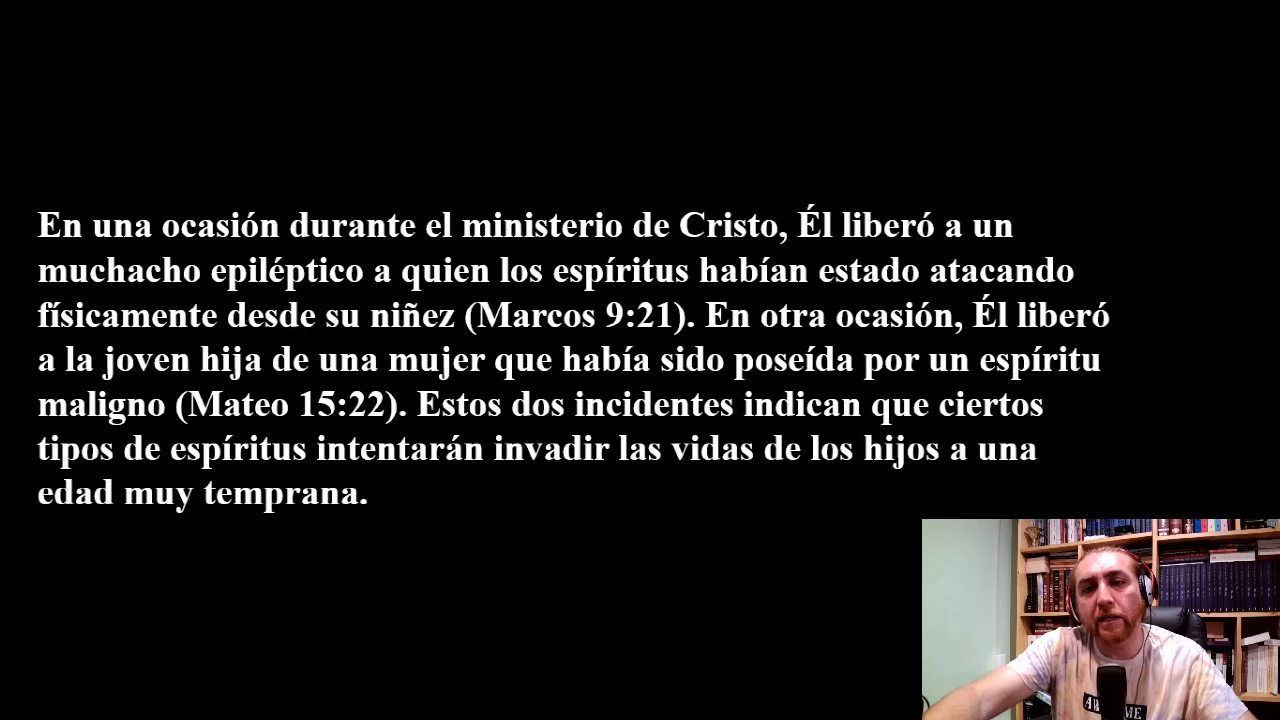 En una ocasión durante el ministerio de Cristo, Él liberó a un
muchacho epiléptico a quien los espíritus habían estado atacando
físicamente desde su niñez (Marcos 9:21). En otra ocasión, Él liberó
a la joven hija de una mujer que había sido poseída por un espíritu
maligno (Mateo 15:22). Estos dos incidentes indican que ciertos
tipos de espíritus intentarán invadir las vidas de los hijos a una
edad muy temprana.